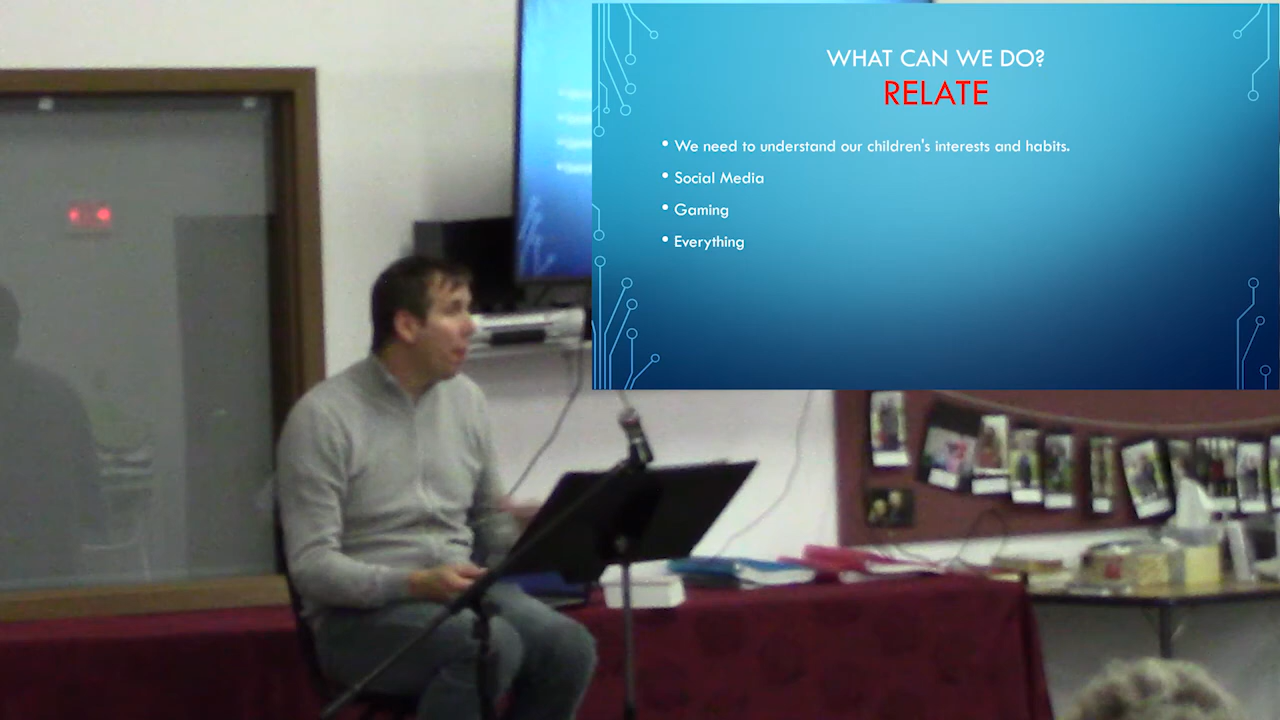 WHAT CAN WE DO?
RELATE
• We need to understand our children's interests and habits.
• Social Media
• Gaming
• Everything